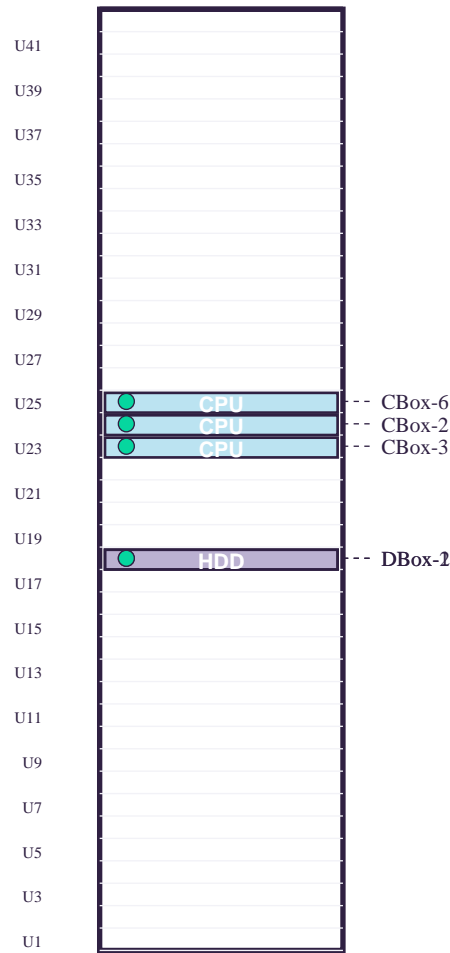 U41
U39
U37
U35
U33
U31
U29
U27
U25 CPU CBox-6
CPU CBox-2
U23 CPU CBox-3
U21
U19
HDD
U17
U15
U13
U11
U9
U7
U5
U3
U1